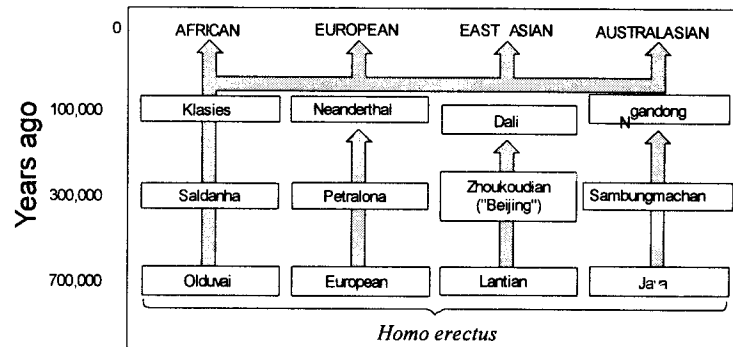 0
AFRICAN EUROPEAN EAST ASIAN AUSTRALASIAN
Years ago
100,000
Klasies Neanderthal Dali Ngandong
300,000
Saldanha Petralona Zhoukoudian Sambungmachan
("Beijing")
700,000
Olduvai European Lantian Java
Homo erectus